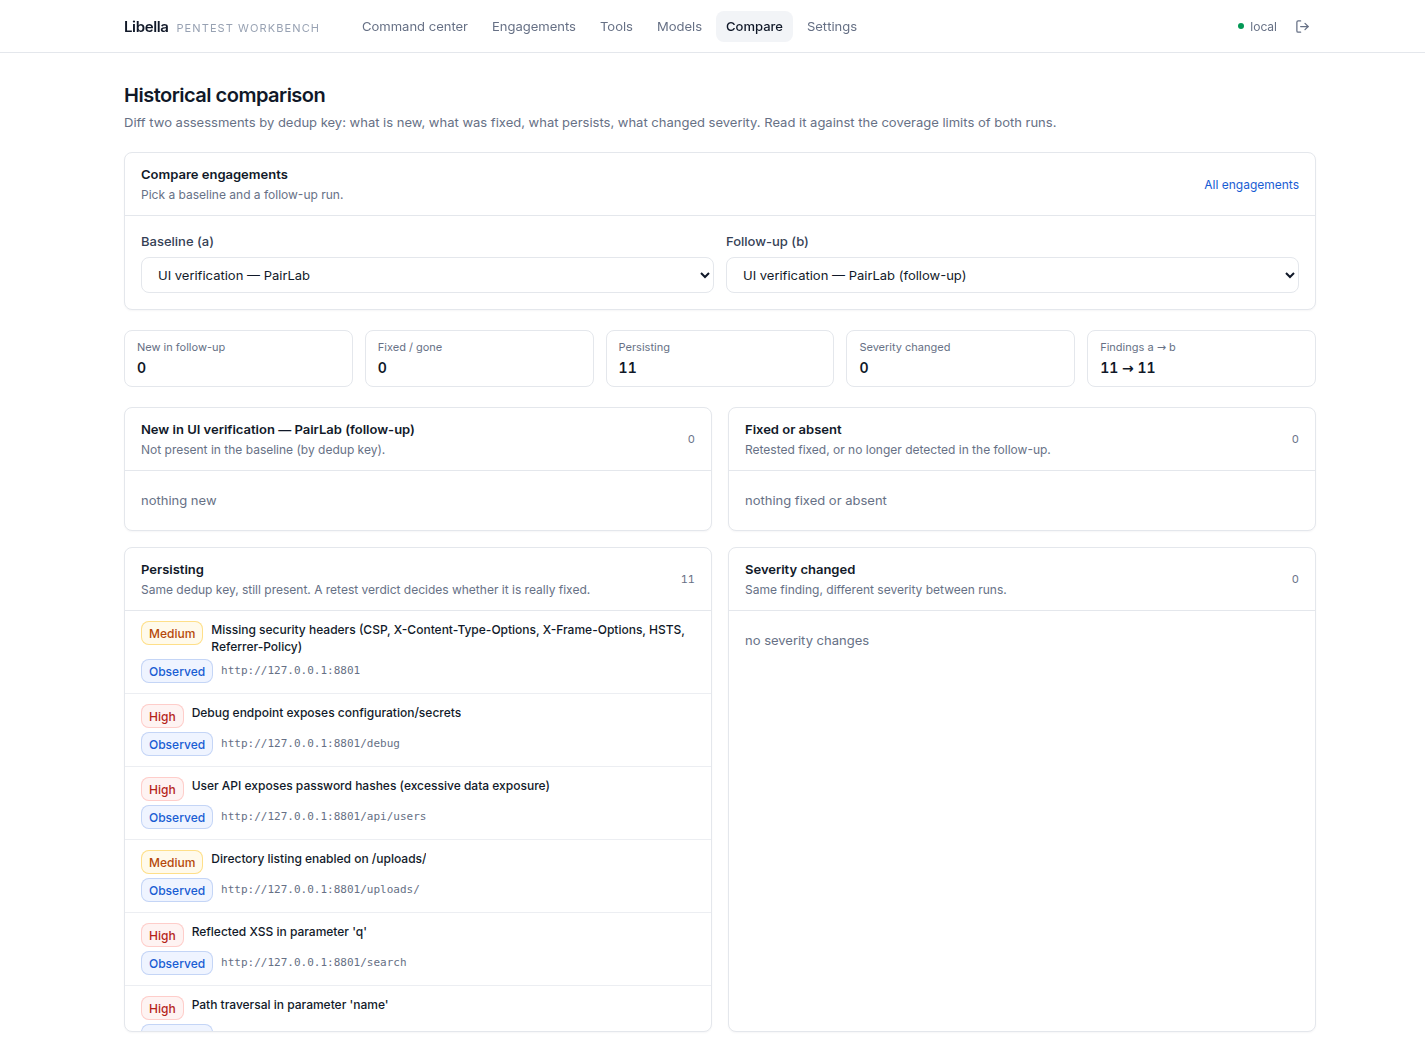 Libella PENTEST WORKBENCH
Command center Engagements Tools Models Compare Settings
local
Historical comparison
Diff two assessments by dedup key: what is new, what was fixed, what persists, what changed severity. Read it against the coverage limits of both runs.
Compare engagements
Pick a baseline and a follow-up run.
All engagements
Baseline (a)
UI verification — PairLab
Follow-up (b)
UI verification — PairLab (follow-up)
New in follow-up
0
Fixed / gone
0
Persisting
11
Severity changed
0
Findings a → b
11 → 11
New in UI verification — PairLab (follow-up)
Not present in the baseline (by dedup key).
0
nothing new
Fixed or absent
Retested fixed, or no longer detected in the follow-up.
0
nothing fixed or absent
Persisting
Same dedup key, still present. A retest verdict decides whether it is really fixed.
11
Medium Missing security headers (CSP, X-Content-Type-Options, X-Frame-Options, HSTS,
Referrer-Policy)
Observed http://127.0.0.1:8801
High Debug endpoint exposes configuration/secrets
Observed http://127.0.0.1:8801/debug
High User API exposes password hashes (excessive data exposure)
Observed http://127.0.0.1:8801/api/users
Medium Directory listing enabled on /uploads/
Observed http://127.0.0.1:8801/uploads/
High Reflected XSS in parameter 'q'
Observed http://127.0.0.1:8801/search
High Path traversal in parameter 'name'
Severity changed
Same finding, different severity between runs.
0
no severity changes